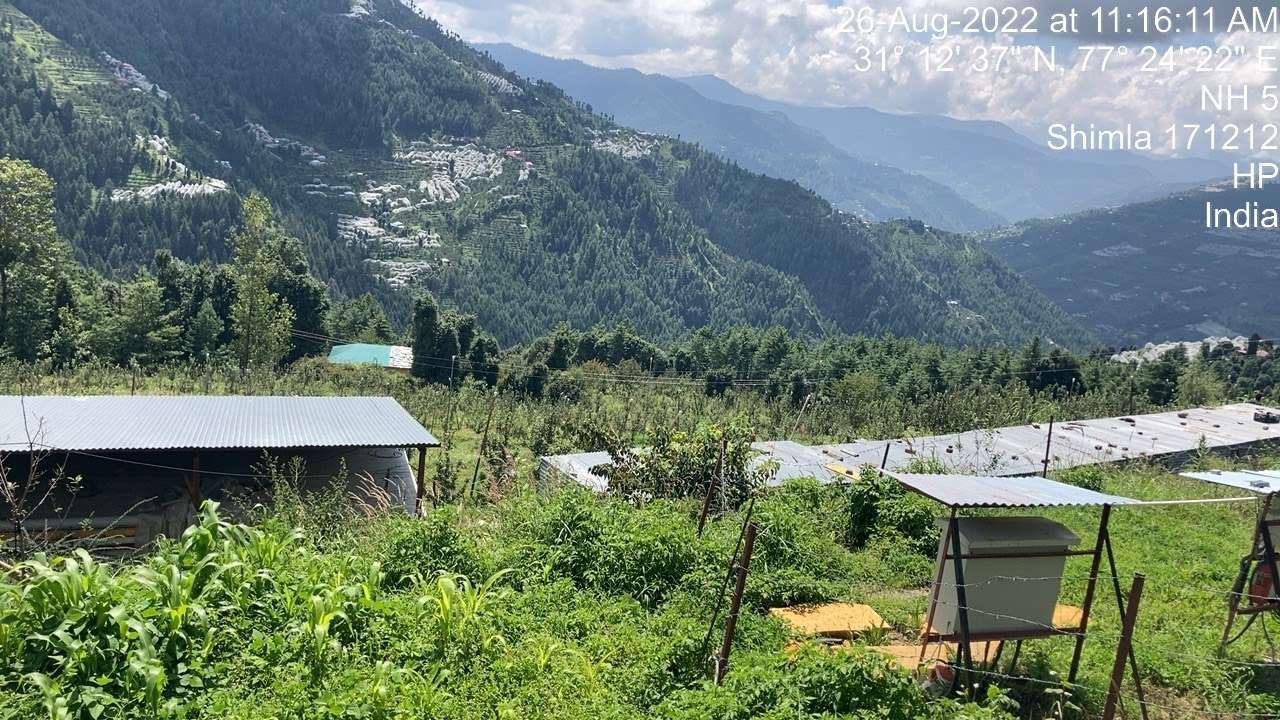 26-Aug-2022 at 11:16:11 AM
31° 12' 37" N, 77° 24' 22" E
NH 5
Shimla 171212
HP
India